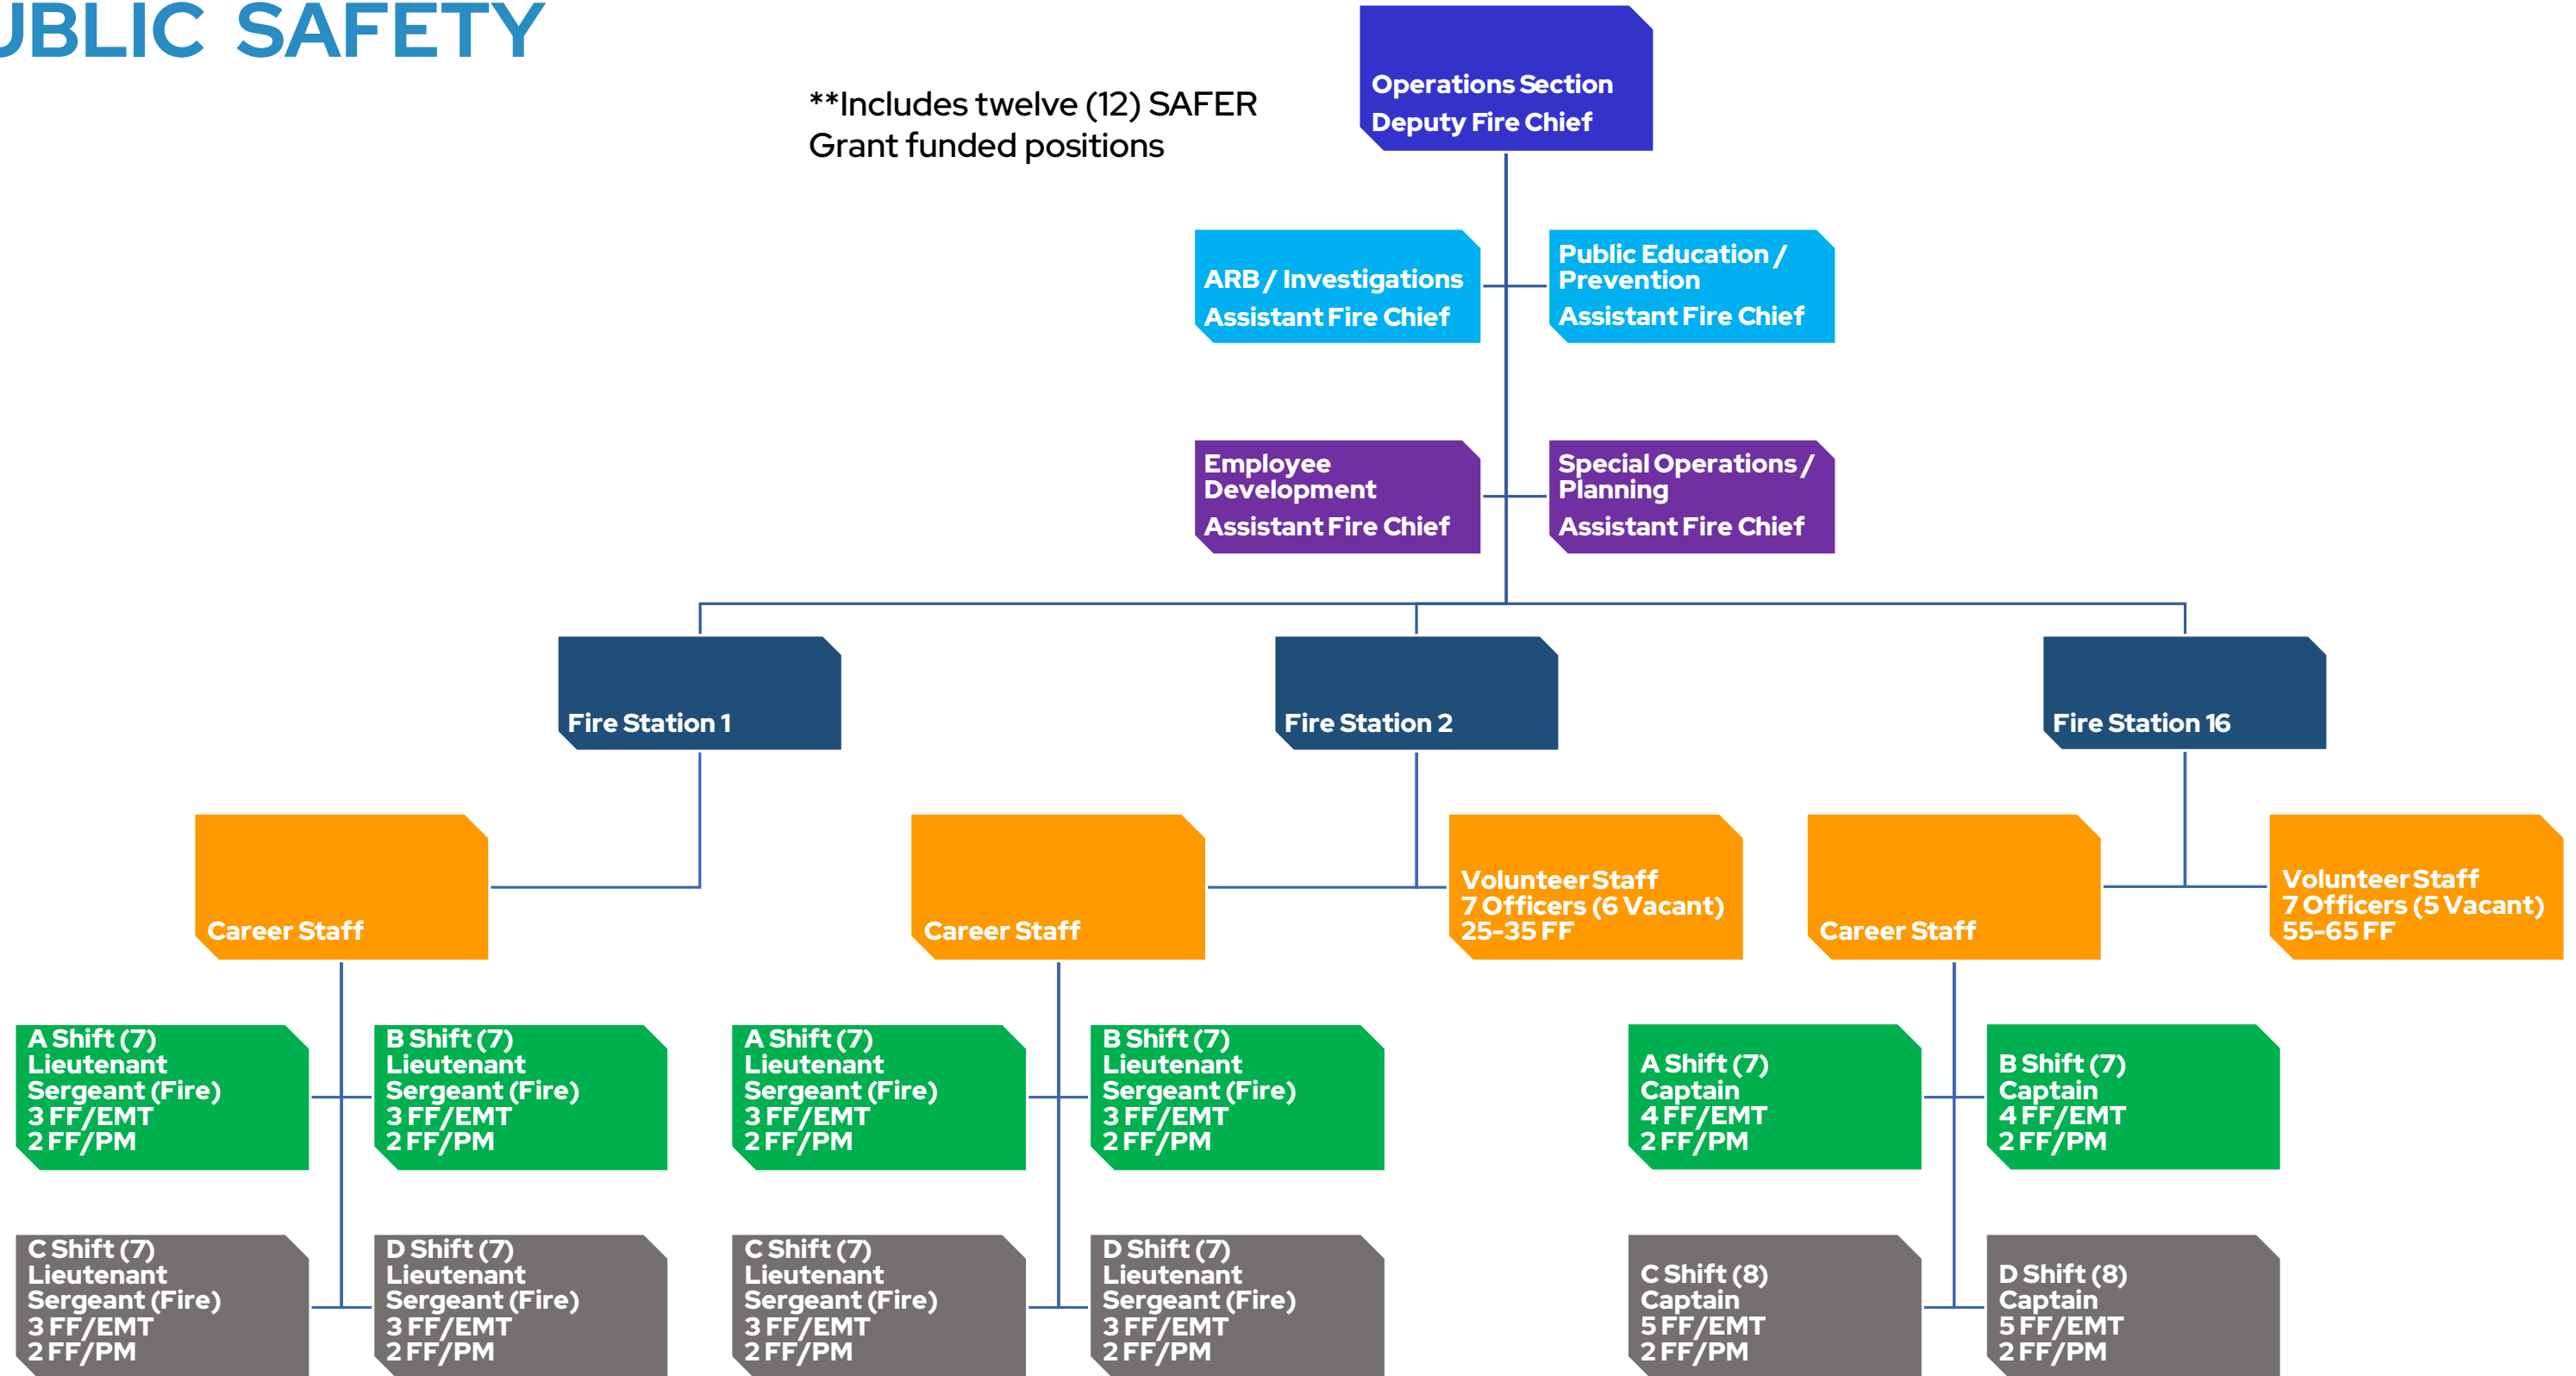 UBLIC SAFETY
**Includes twelve (12) SAFER
Grant funded positions
Operations Section
Deputy Fire Chief
ARB / Investigations
Assistant Fire Chief
Public Education /
Prevention
Assistant Fire Chief
Employee
Development
Assistant Fire Chief
Special Operations /
Planning
Assistant Fire Chief
Fire Station 1
Fire Station 2
Fire Station 16
Career Staff
Career Staff
Volunteer Staff
7 Officers (6 Vacant)
25-35 FF
Career Staff
Volunteer Staff
7 Officers (5 Vacant)
55-65 FF
A Shift (7)
Lieutenant
Sergeant (Fire)
3 FF/EMT
2 FF/PM
B Shift (7)
Lieutenant
Sergeant (Fire)
3 FF/EMT
2 FF/PM
A Shift (7)
Lieutenant
Sergeant (Fire)
3 FF/EMT
2 FF/PM
B Shift (7)
Lieutenant
Sergeant (Fire)
3 FF/EMT
2 FF/PM
A Shift (7)
Captain
4 FF/EMT
2 FF/PM
B Shift (7)
Captain
4 FF/EMT
2 FF/PM
C Shift (7)
Lieutenant
Sergeant (Fire)
3 FF/EMT
2 FF/PM
D Shift (7)
Lieutenant
Sergeant (Fire)
3 FF/EMT
2 FF/PM
C Shift (7)
Lieutenant
Sergeant (Fire)
3 FF/EMT
2 FF/PM
D Shift (7)
Lieutenant
Sergeant (Fire)
3 FF/EMT
2 FF/PM
C Shift (8)
Captain
5 FF/EMT
2 FF/PM
D Shift (8)
Captain
5 FF/EMT
2 FF/PM